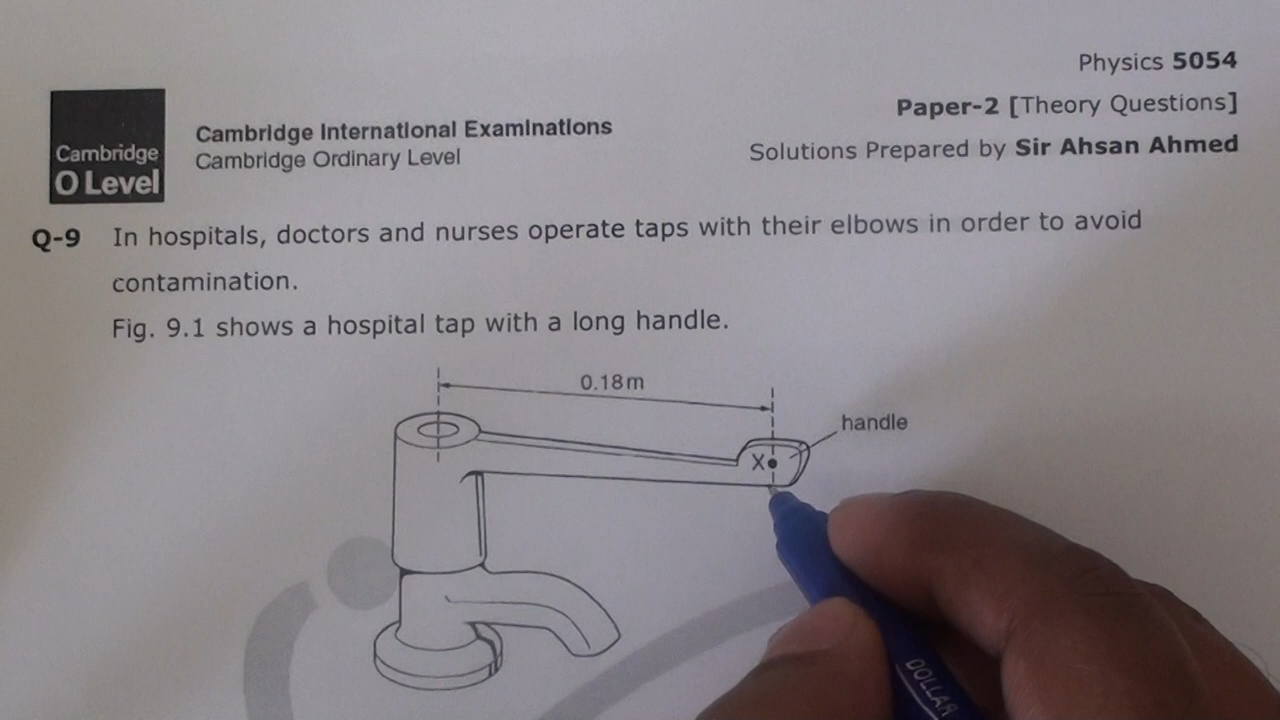 Physics 5054
Paper-2 [Theory Questions]
Solutions Prepared by Sir Ahsan Ahmed
Cambridge
O Level
Cambridge International Examinations
Cambridge Ordinary Level
Q-9 In hospitals, doctors and nurses operate taps with their elbows in order to avoid
contamination.
Fig. 9.1 shows a hospital tap with a long handle.
0.18m
handle
X
DOLLAR